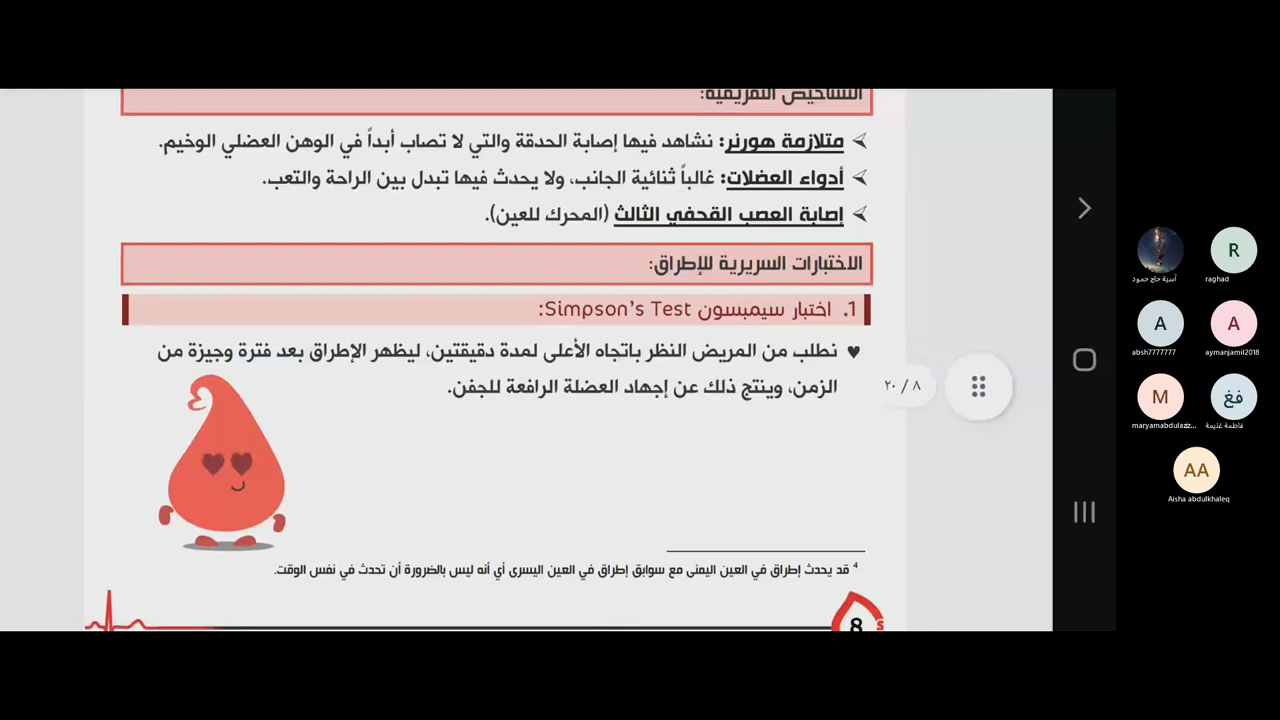 التشاخيص التفريقية:
متلازمة هورنر: نشاهد فيها إصابة الحدقة والتي لا تصاب أبداً في الوهن العضلي الوخيم.
أدواء العضلات: غالباً ثنائية الجانب، ولا يحدث فيها تبدل بين الراحة والتعب.
إصابة العصب القحفي الثالث (المحرك للعين).
الاختبارات السريرية للإطراق:
1. اختبار سيمبسون Simpson's Test:
نطلب من المريض النظر باتجاه الأعلى لمدة دقيقتين، ليظهر الإطراق بعد فترة وجيزة من
الزمن، وينتج ذلك عن إجهاد العضلة الرافعة للجفن.
٨ / ٢٠
4 قد يحدث إطراق في العين اليمنى مع سوابق إطراق في العين اليسرى أي أنه ليس بالضرورة أن تحدث في نفس الوقت.
8
آسية حاج حمود
R
raghad
A
absh7777777
A
aymanjamil2018
M
maryamabdulaziz...
فغ
فاطمة غنيمة
AA
Aisha abdulkhaleq